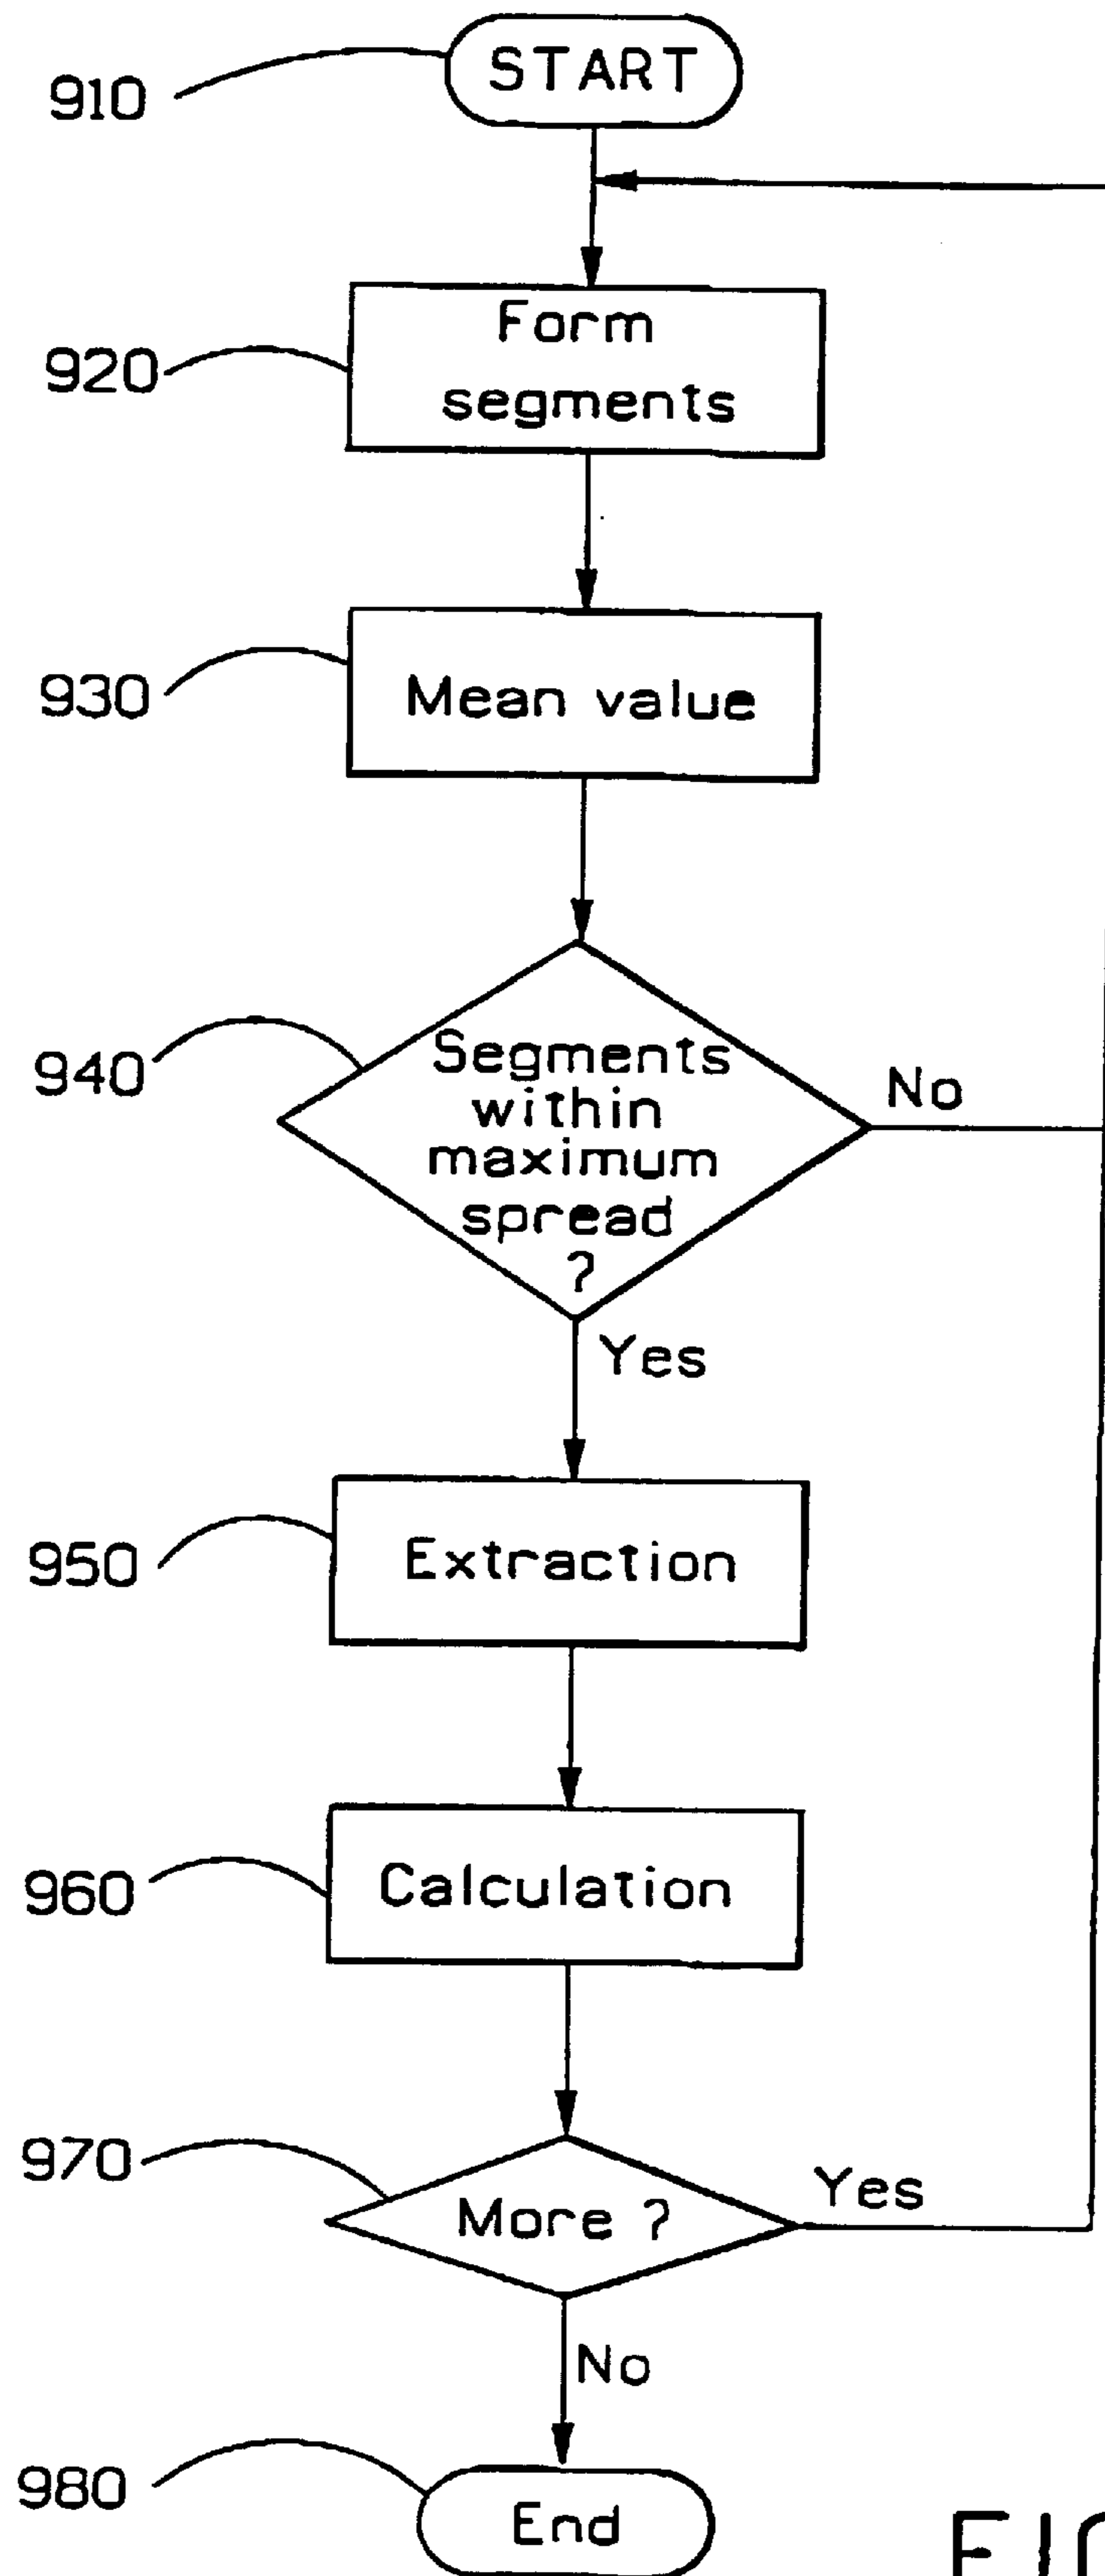 910
START
920
Form
segments
930
Mean value
940
Segments
within
maximum
spread
?
No
Yes
950
Extraction
960
Calculation
970
More ?
Yes
No
980
End